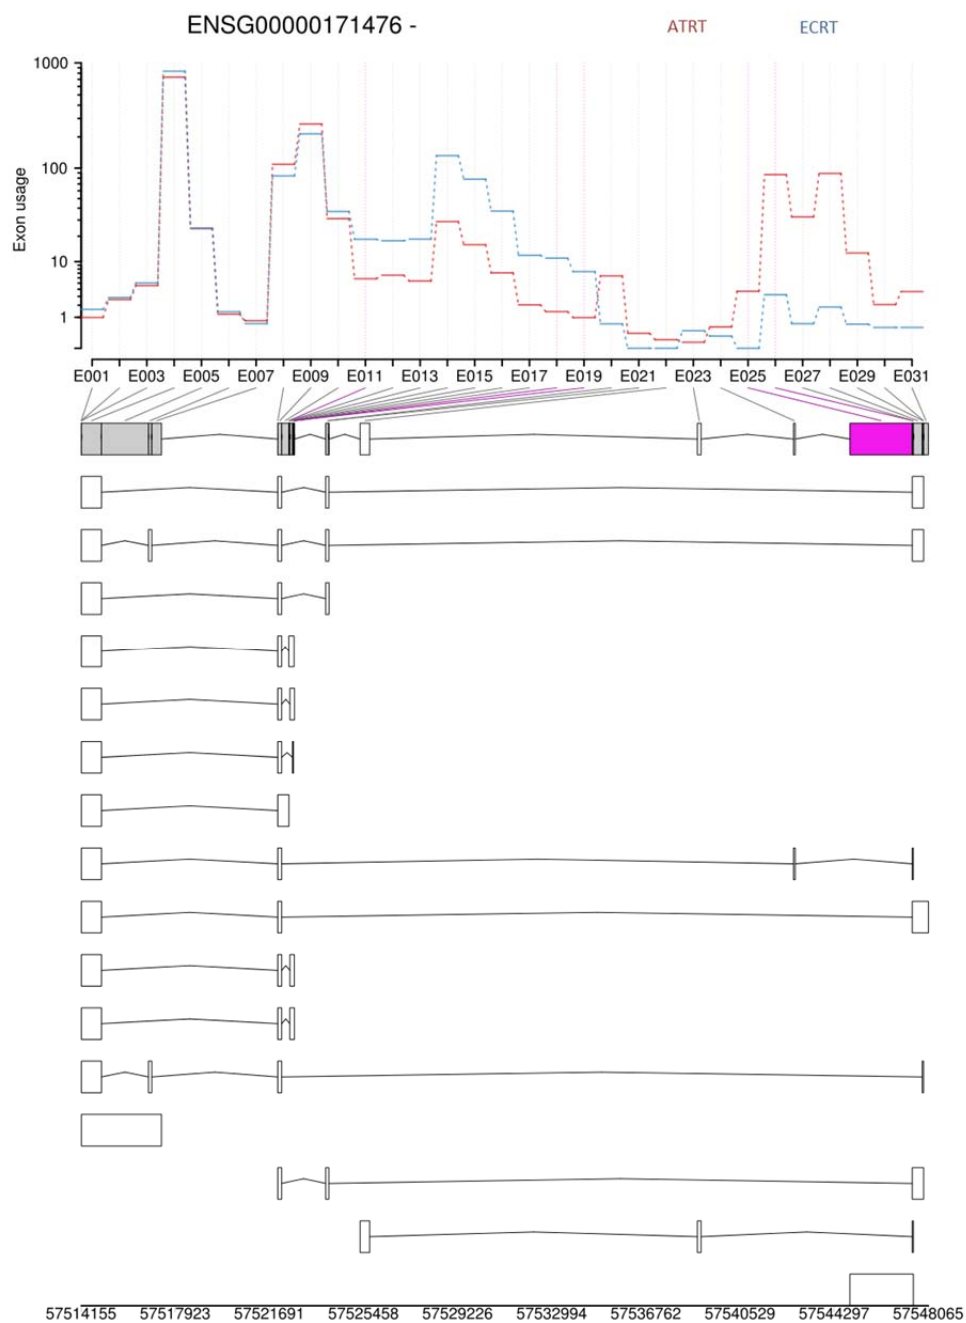 ENSG00000171476 - ATRT ECRT
1000
100
10
1
Exon usage
E001 E003 E005 E007 E009 E011 E013 E015 E017 E019 E021 E023 E025 E027 E029 E031
57514155 57517923 57521691 57525458 57529226 57532994 57536762 57540529 57544297 57548065